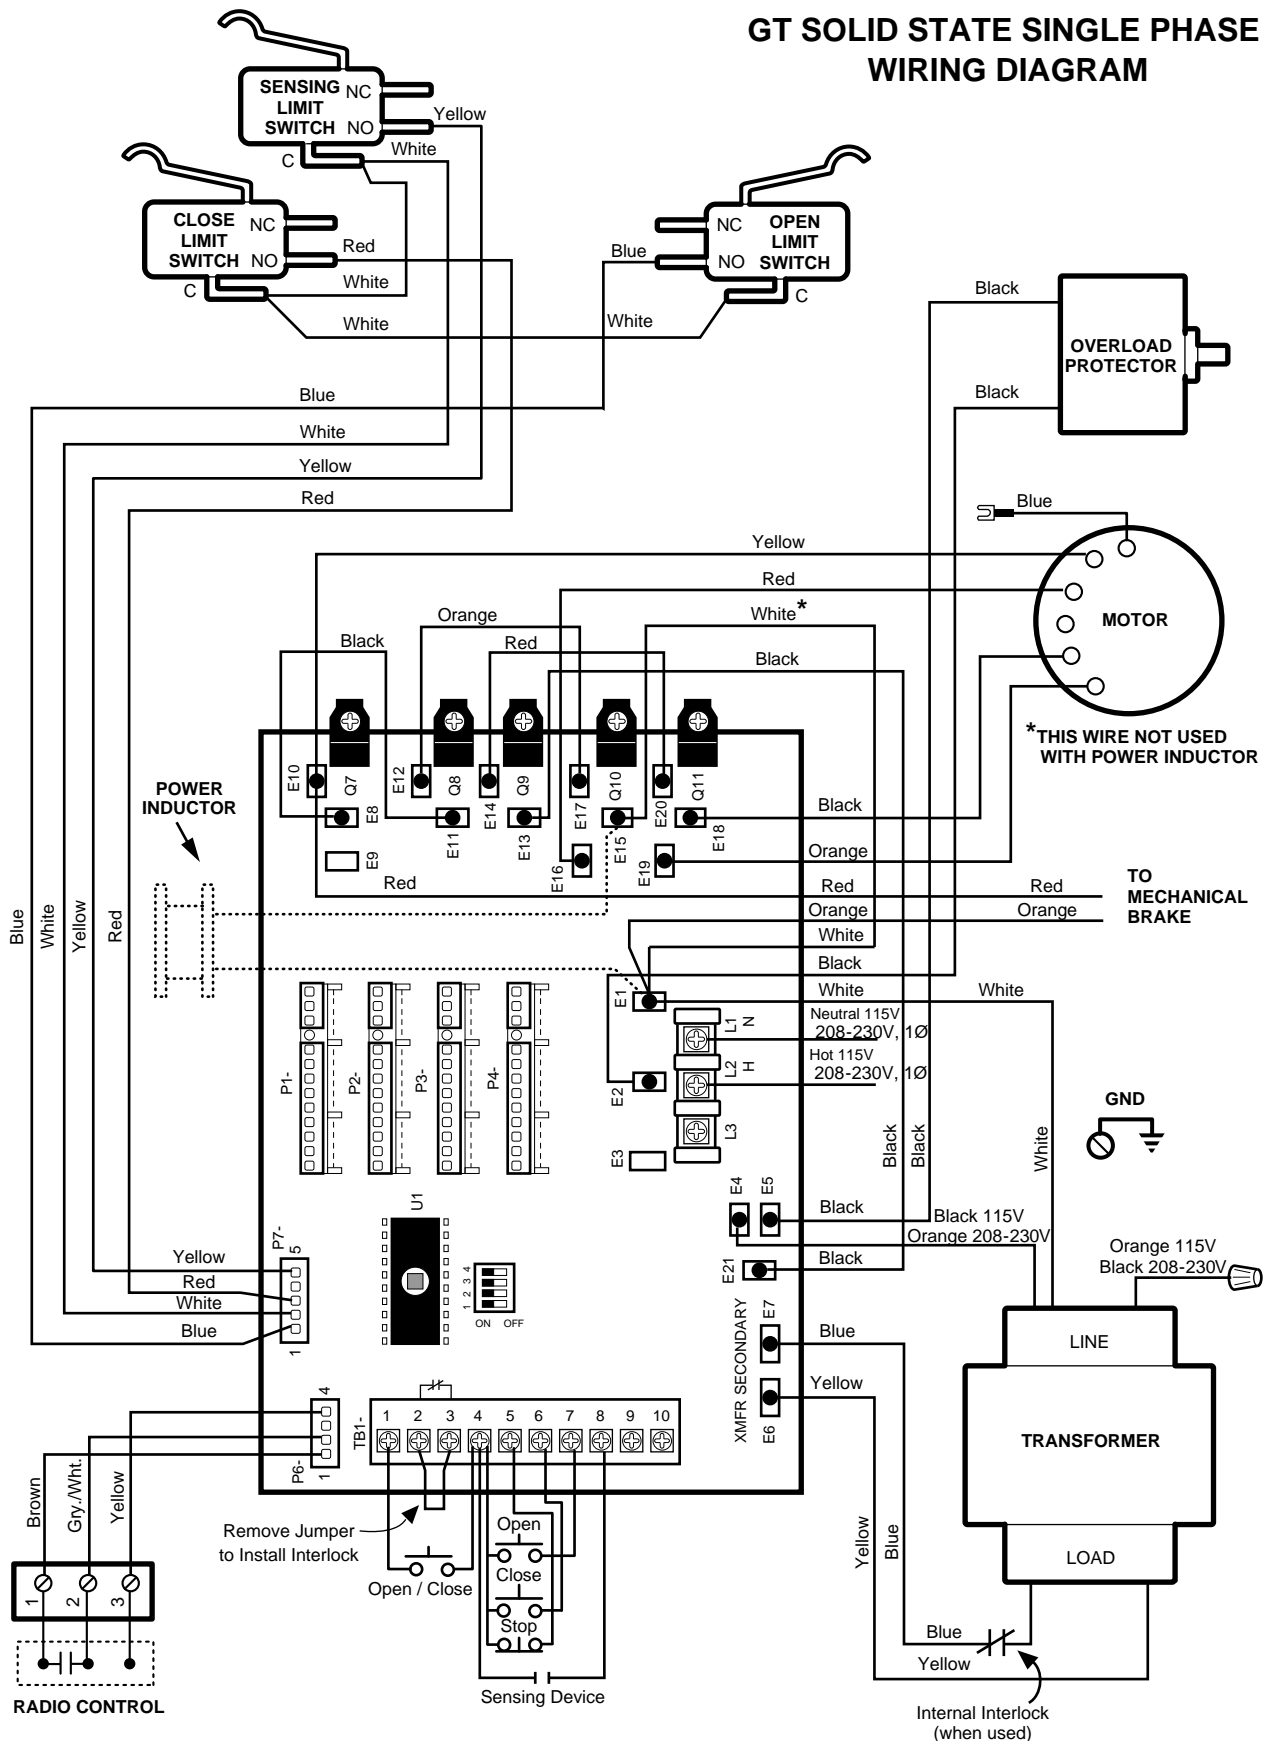 GT SOLID STATE SINGLE PHASE
WIRING DIAGRAM
SENSING
LIMIT
SWITCH
NC
NO
C
Yellow
White
CLOSE
LIMIT
SWITCH
NC
NO
C
Red
White
White
OPEN
LIMIT
SWITCH
NC
NO
C
Blue
White
Black
OVERLOAD
PROTECTOR
Black
Blue
White
Yellow
Red
Blue
MOTOR
Yellow
Red
White*
Orange
Black
Red
Black
*THIS WIRE NOT USED
WITH POWER INDUCTOR
POWER
INDUCTOR
E10
Q7
E12
Q8
E14
Q9
E17
Q10
E20
Q11
E8
E11
E13
E15
E18
E9
E16
E19
Black
Orange
Red
Red
Red
Orange
Orange
TO
MECHANICAL
BRAKE
White
Black
White
White
Blue
White
Yellow
Red
E1
L1
N
Neutral 115V
208-230V, 1Ø
L2
H
Hot 115V
208-230V, 1Ø
E2
L3
E3
P1-
P2-
P3-
P4-
GND
Black
Black
White
U1
E4
E5
Black
Black 115V
Orange 208-230V
E21
Black
Orange 115V
Black 208-230V
P7-
5
1
Yellow
Red
White
Blue
1 2 3 4
ON OFF
XMFR SECONDARY
E7
E6
Blue
Yellow
LINE
TRANSFORMER
LOAD
P6-
4
1
TB1-
1 2 3 4 5 6 7 8 9 10
Brown
Gry./Wht.
Yellow
Remove Jumper
to Install Interlock
Open / Close
Open
Close
Stop
Sensing Device
1
2
3
RADIO CONTROL
Yellow
Blue
Blue
Yellow
Internal Interlock
(when used)